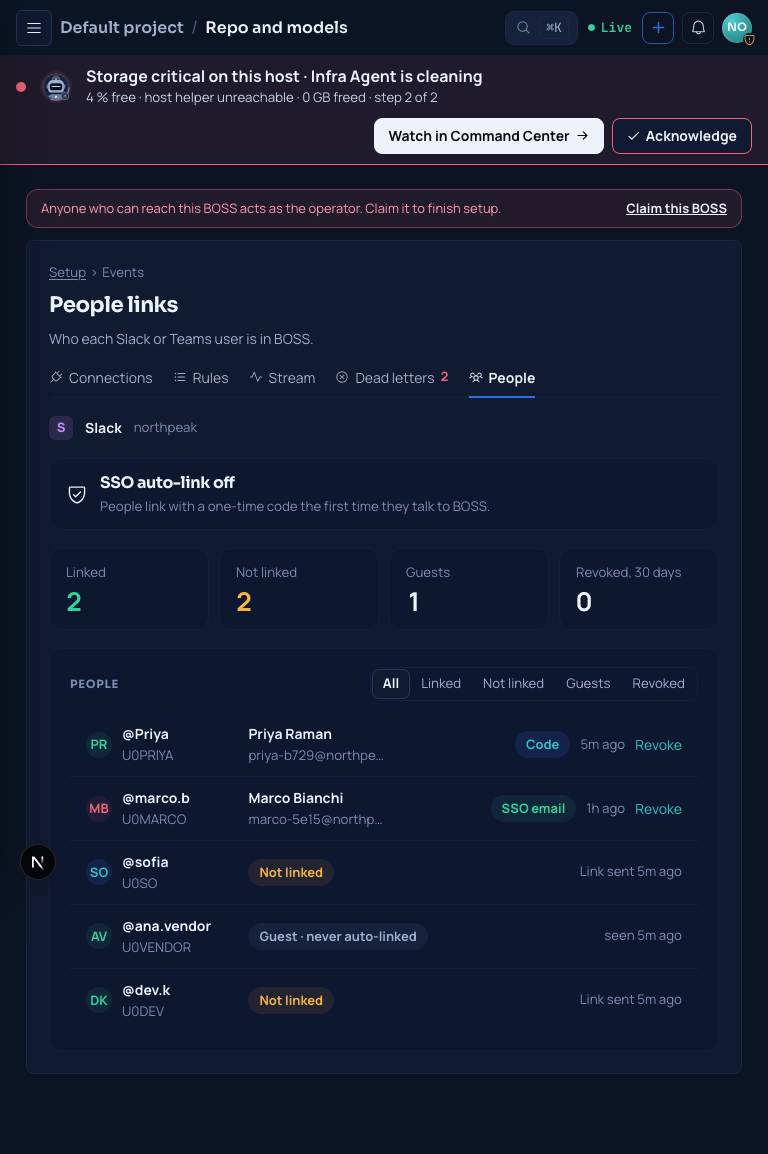 Default project / Repo and models
⌘K
Live
NO
Storage critical on this host · Infra Agent is cleaning
4 % free · host helper unreachable · 0 GB freed · step 2 of 2
Watch in Command Center →
Acknowledge
Anyone who can reach this BOSS acts as the operator. Claim it to finish setup.
Claim this BOSS
Setup > Events
People links
Who each Slack or Teams user is in BOSS.
Connections
Rules
Stream
Dead letters 2
People
S Slack northpeak
SSO auto-link off
People link with a one-time code the first time they talk to BOSS.
Linked
2
Not linked
2
Guests
1
Revoked, 30 days
0
PEOPLE
All Linked Not linked Guests Revoked
PR
@Priya
U0PRIYA
Priya Raman
priya-b729@northpe…
Code
5m ago
Revoke
MB
@marco.b
U0MARCO
Marco Bianchi
marco-5e15@northp…
SSO email
1h ago
Revoke
N
SO
@sofia
U0SO
Not linked
Link sent 5m ago
AV
@ana.vendor
U0VENDOR
Guest · never auto-linked
seen 5m ago
DK
@dev.k
U0DEV
Not linked
Link sent 5m ago